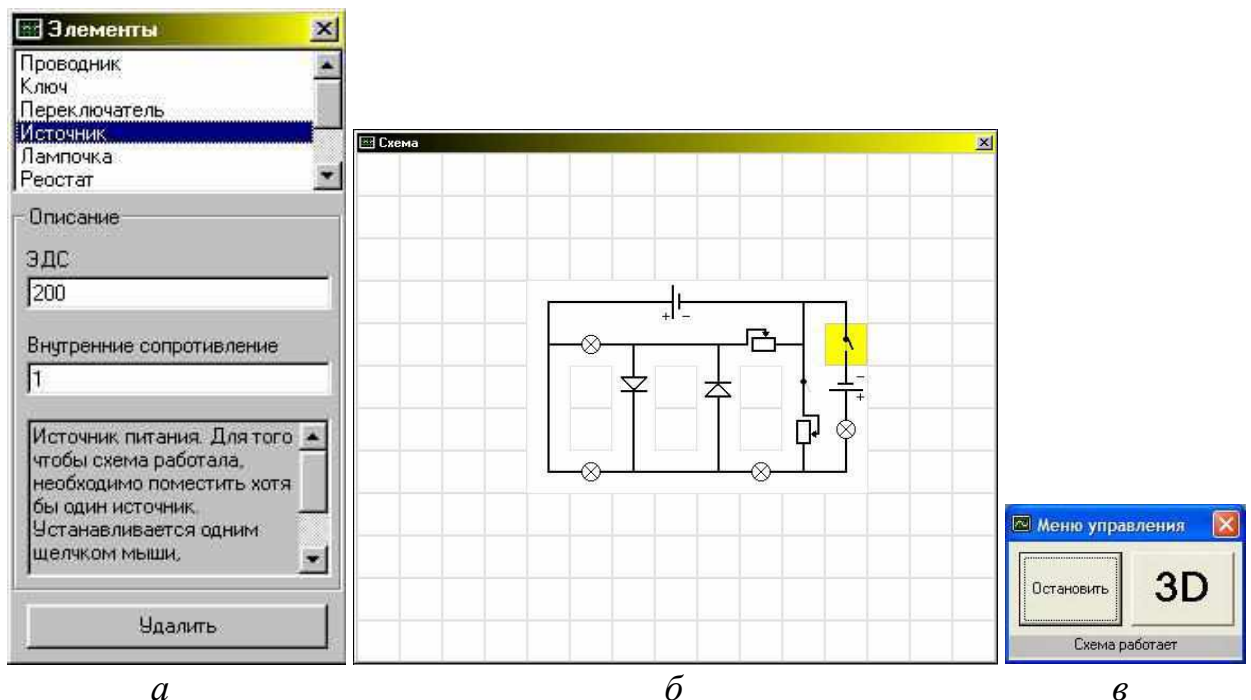 Элементы
Проводник
Ключ
Переключатель
Источник
Лампочка
Реостат
Описание
ЭДС
200
Внутренние сопротивление
1
Источник питания. Для того
чтобы схема работала,
необходимо поместить хотя
бы один источник.
Устанавливается одним
щелчком мыши,
Удалить
а
Схема
+ −
−
+
б
Меню управления
Остановить
3D
Схема работает
в